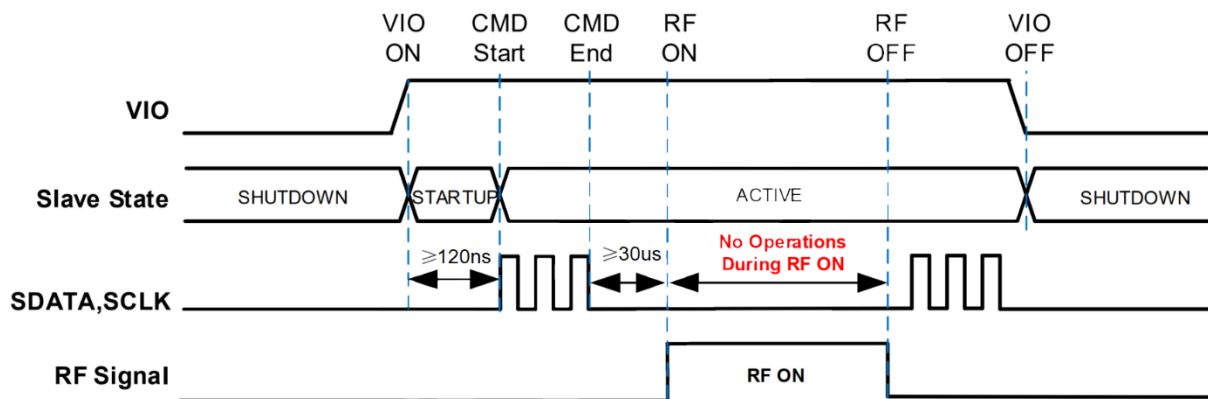 VIO CMD CMD RF RF VIO
ON Start End ON OFF OFF
VIO
Slave State SHUTDOWN STARTUP ACTIVE SHUTDOWN
≥120ns ≥30us No Operations
During RF ON
SDATA,SCLK
RF Signal RF ON